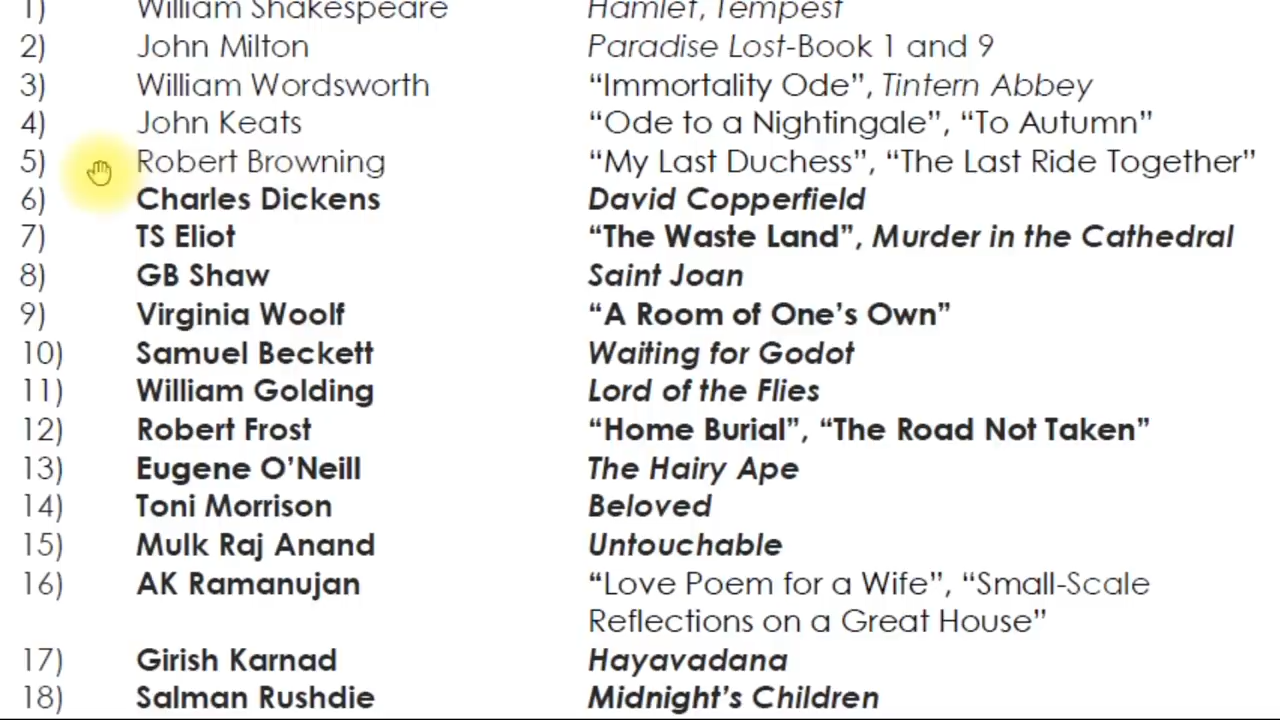 1) William Shakespeare Hamlet, Tempest
2) John Milton Paradise Lost-Book 1 and 9
3) William Wordsworth “Immortality Ode”, Tintern Abbey
4) John Keats “Ode to a Nightingale”, “To Autumn”
5) Robert Browning “My Last Duchess”, “The Last Ride Together”
6) Charles Dickens David Copperfield
7) TS Eliot “The Waste Land”, Murder in the Cathedral
8) GB Shaw Saint Joan
9) Virginia Woolf “A Room of One’s Own”
10) Samuel Beckett Waiting for Godot
11) William Golding Lord of the Flies
12) Robert Frost “Home Burial”, “The Road Not Taken”
13) Eugene O’Neill The Hairy Ape
14) Toni Morrison Beloved
15) Mulk Raj Anand Untouchable
16) AK Ramanujan “Love Poem for a Wife”, “Small-Scale
Reflections on a Great House”
17) Girish Karnad Hayavadana
18) Salman Rushdie Midnight’s Children